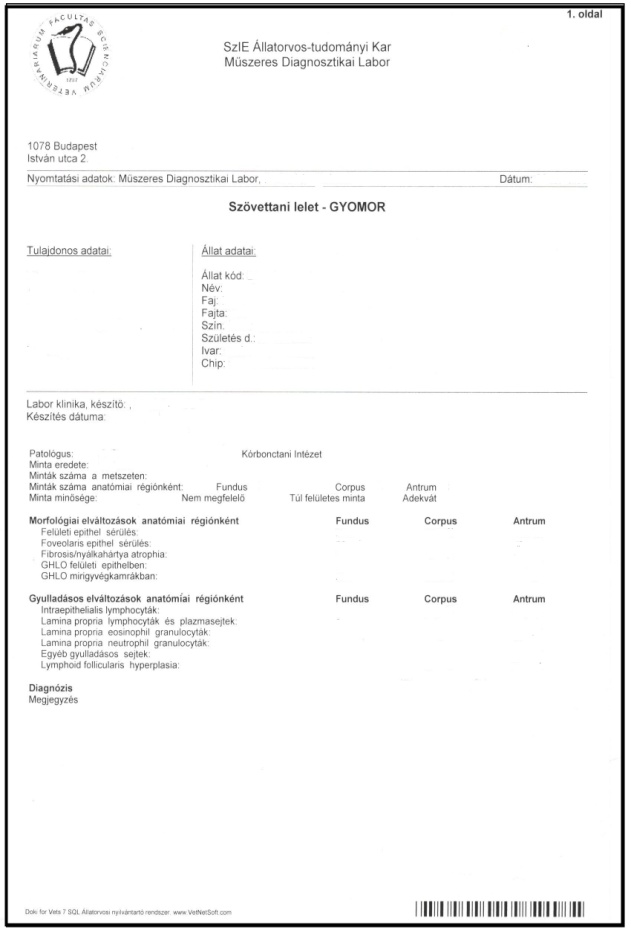 1. oldal
FACULTAS SCIENCIARUM VETERINARIARUM
SzIE Állatorvos-tudományi Kar
Műszeres Diagnosztikai Labor
1078 Budapest
István utca 2.
Nyomtatási adatok: Műszeres Diagnosztikai Labor, Dátum:
Szövettani lelet - GYOMOR
Tulajdonos adatai: Állat adatai:
Állat kód:
Név:
Faj:
Fajta:
Szín:
Születés d.:
Ivar:
Chip:
Labor klinika, készítő: ,
Készítés dátuma:
Patológus: Kórbonctani Intézet
Minta eredete:
Minták száma a metszeten:
Minták száma anatómiai régiónként: Fundus Corpus Antrum
Minta minősége: Nem megfelelő Túl felületes minta Adekvát
Morfológiai elváltozások anatómiai régiónként Fundus Corpus Antrum
Felületi epithel sérülés:
Foveolaris epithel sérülés:
Fibrosis/nyálkahártya atrophia:
GHLO felületi epithelben:
GHLO mirigyvégkamrákban:
Gyulladásos elváltozások anatómiai régiónként Fundus Corpus Antrum
Intraepithelialis lymphocyták:
Lamina propria lymphocyták és plazmasejtek:
Lamina propria eosinophil granulocyták:
Lamina propria neutrophil granulocyták:
Egyéb gyulladásos sejtek:
Lymphoid follicularis hyperplasia:
Diagnózis
Megjegyzés
Doki for Vets 7 SQL Állatorvosi nyilvántartó rendszer www.VetNetSoft.com